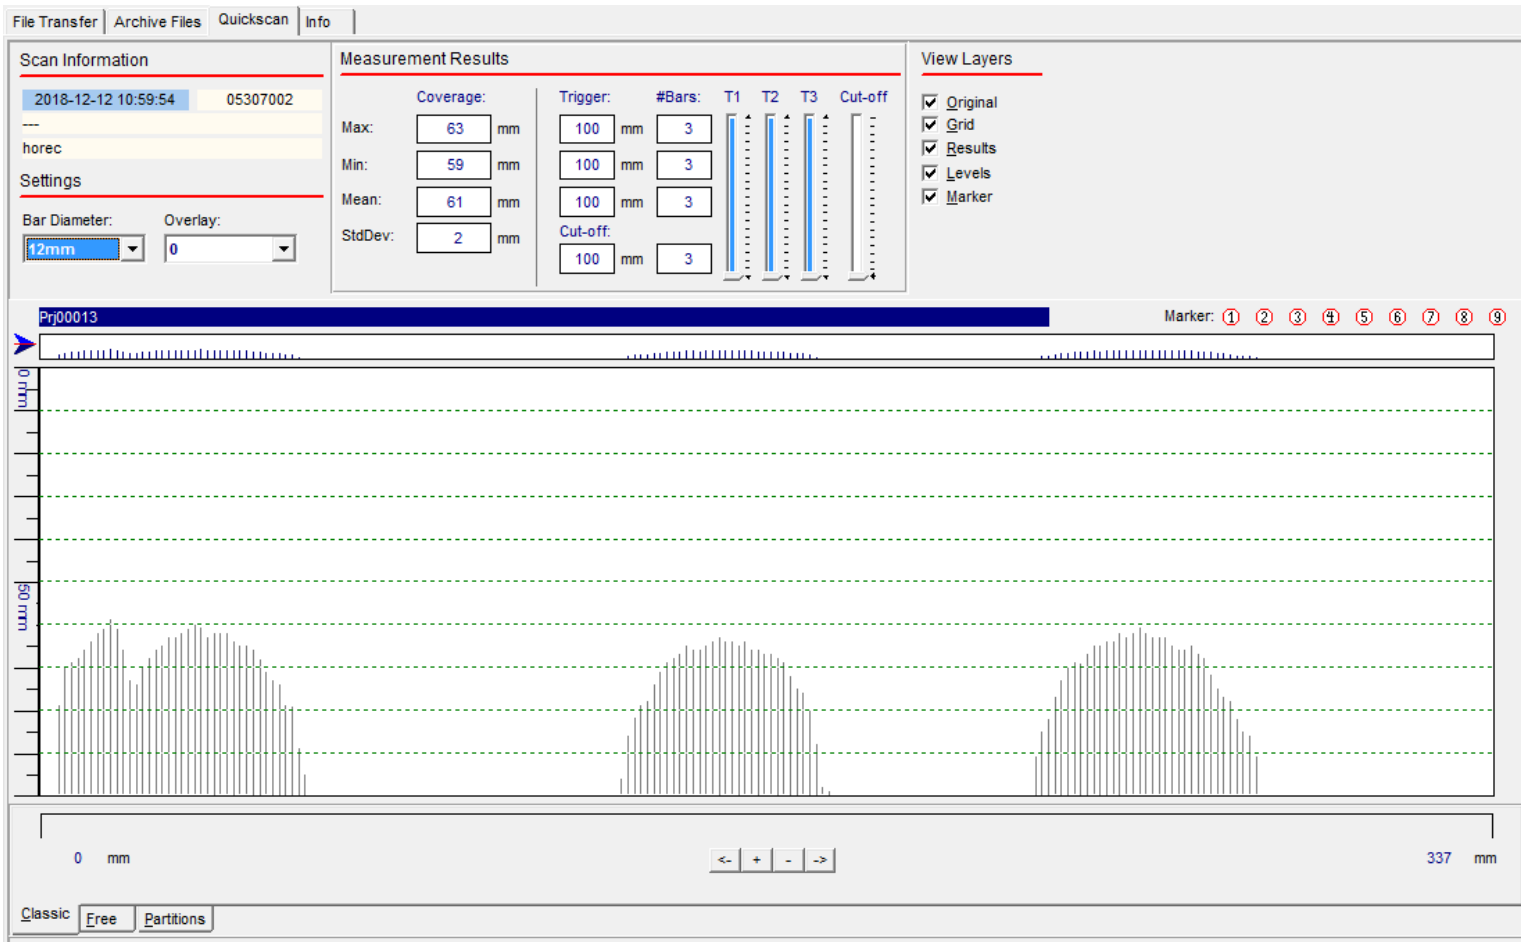 File Transfer Archive Files Quickscan Info
Scan Information
2018-12-12 10:59:54 05307002
---
horec
Settings
Bar Diameter: Overlay:
12mm 0
Measurement Results
Coverage: Trigger: #Bars: T1 T2 T3 Cut-off
Max: 63 mm 100 mm 3
Min: 59 mm 100 mm 3
Mean: 61 mm 100 mm 3
StdDev: 2 mm
Cut-off:
100 mm 3
View Layers
Original
Grid
Results
Levels
Marker
Prj00013
Marker: ① ② ③ ④ ⑤ ⑥ ⑦ ⑧ ⑨
0 mm
50 mm
0 mm <- + - -> 337 mm
Classic Free Partitions